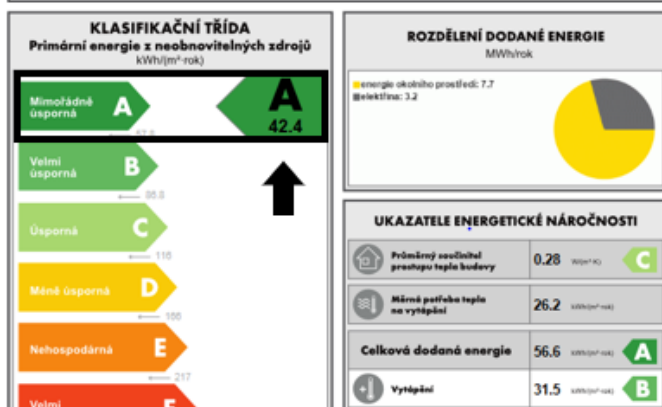 KLASIFIKAČNÍ TŘÍDA
Primární energie z neobnovitelných zdrojů
kWh/(m²·rok)
Mimořádně
úsporná
A
A
42.4
Velmi
úsporná
B
86.8
Úsporná
C
116
Méně úsporná
D
166
Nehospodárná
E
217
Velmi
ROZDĚLENÍ DODANÉ ENERGIE
MWh/rok
energie okolního prostředí: 7.7
elektřina: 3.2
UKAZATELE ENERGETICKÉ NÁROČNOSTI
Průměrný součinitel
prostupu tepla budovy
0.28 W/(m²·K)
C
Měrná potřeba tepla
na vytápění
26.2 kWh/(m²·rok)
Celková dodaná energie
56.6 kWh/(m²·rok)
A
Vytápění
31.5 kWh/(m²·rok)
B